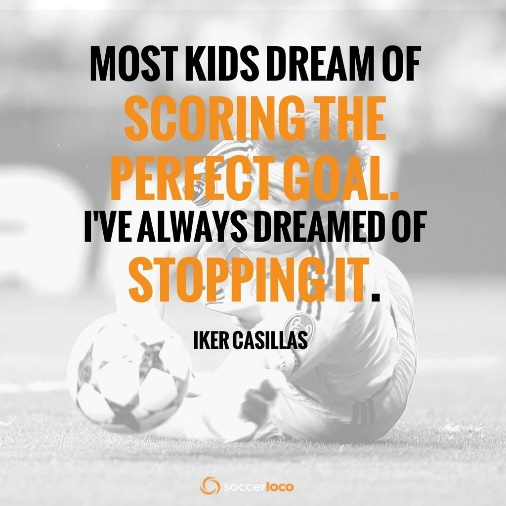 MOST KIDS DREAM OF
SCORING THE
PERFECT GOAL.
I'VE ALWAYS DREAMED OF
STOPPING IT.
IKER CASILLAS
soccerloco